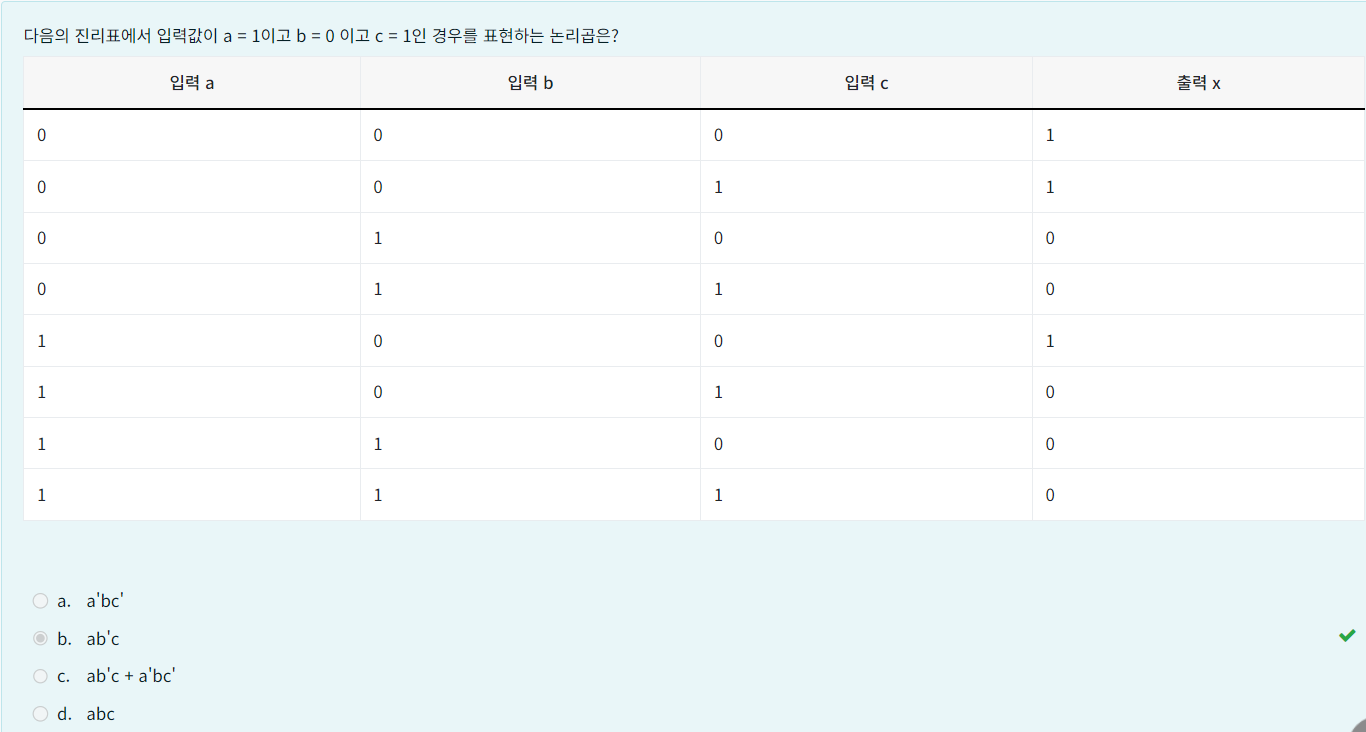 다음의 진리표에서 입력값이 a = 1이고 b = 0 이고 c = 1인 경우를 표현하는 논리곱은?
입력 a 입력 b 입력 c 출력 x
0 0 0 1
0 0 1 1
0 1 0 0
0 1 1 0
1 0 0 1
1 0 1 0
1 1 0 0
1 1 1 0
a. a'bc'
b. ab'c
c. ab'c + a'bc'
d. abc